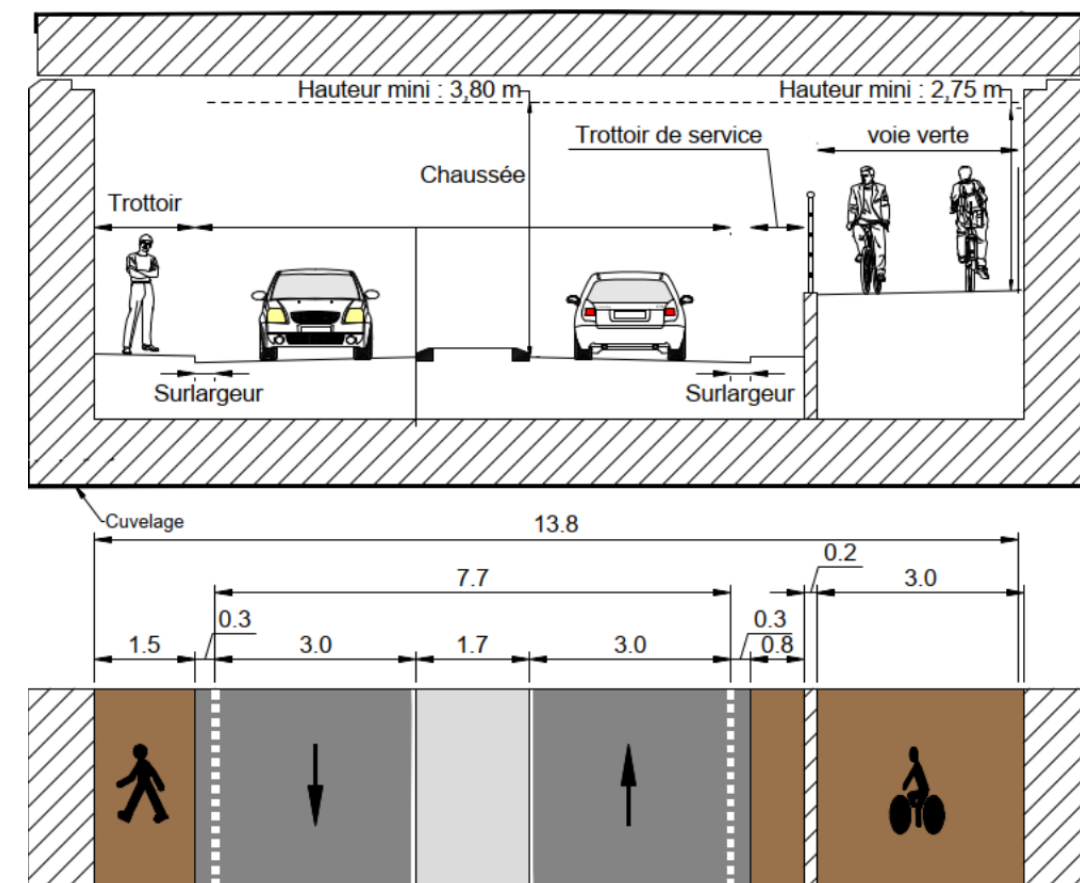 Hauteur mini : 3,80 m
Hauteur mini : 2,75 m
Trottoir de service
voie verte
Chaussée
Trottoir
Surlargeur
Surlargeur
Cuvelage
13.8
0.2
7.7
3.0
0.3
0.3
1.5
3.0
1.7
3.0
0.8